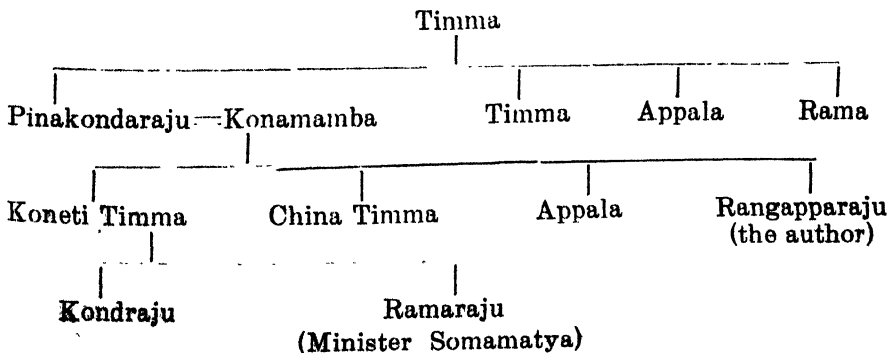 Timma
Pinakondaraju=Konamamba Timma Appala Rama
Koneti Timma China Timma Appala Rangapparaju
(the author)
Kondraju Ramaraju
(Minister Somamatya)